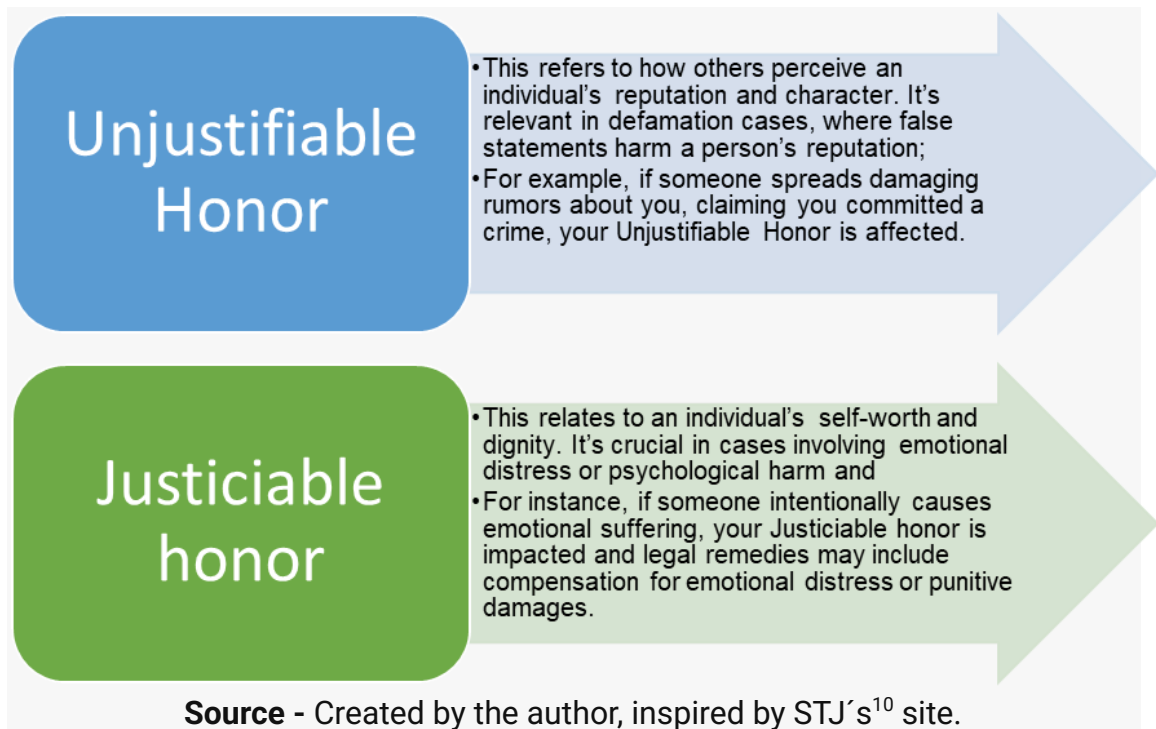 Unjustifiable
Honor
•This refers to how others perceive an
individual's reputation and character. It's
relevant in defamation cases, where false
statements harm a person's reputation;
•For example, if someone spreads damaging
rumors about you, claiming you committed a
crime, your Unjustifiable Honor is affected.
Justiciable
honor
•This relates to an individual's self-worth and
dignity. It's crucial in cases involving emotional
distress or psychological harm and
•For instance, if someone intentionally causes
emotional suffering, your Justiciable honor is
impacted and legal remedies may include
compensation for emotional distress or punitive
damages.
Source - Created by the author, inspired by STJ´s¹⁰ site.